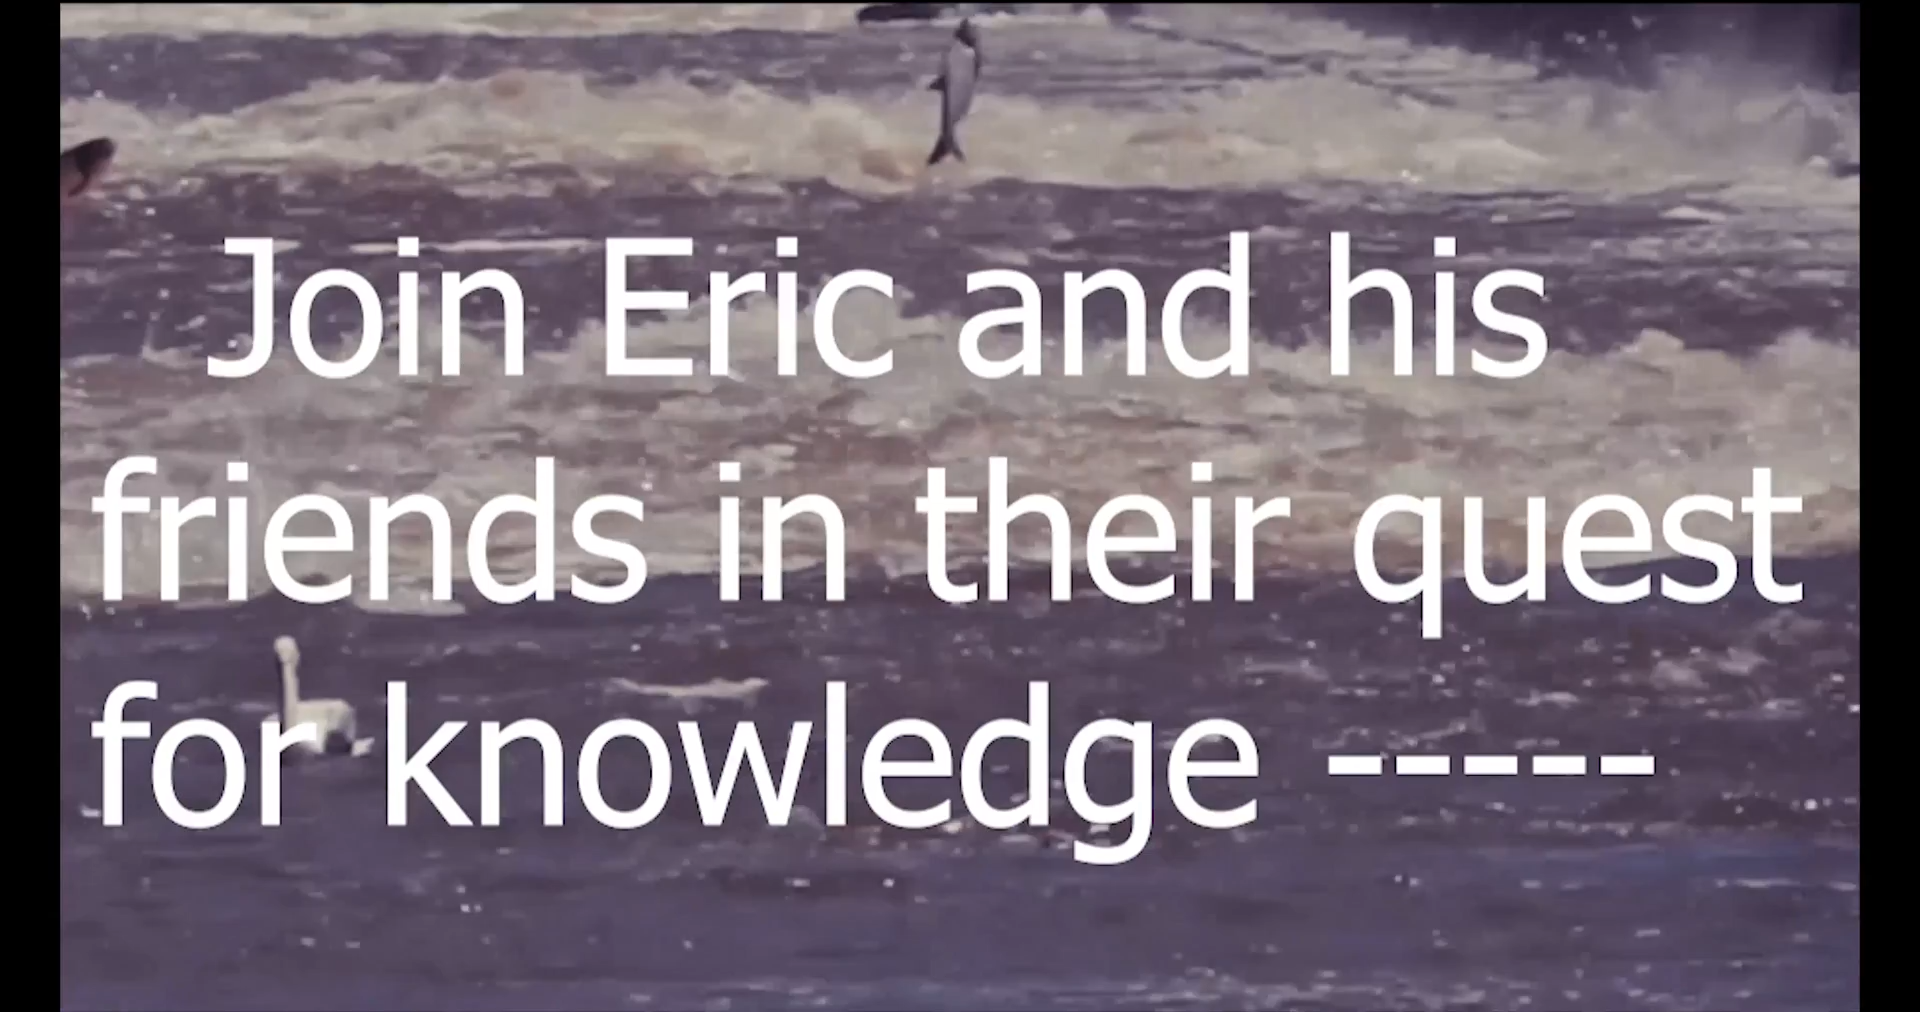 Join Eric and his
friends in their quest
for knowledge -----